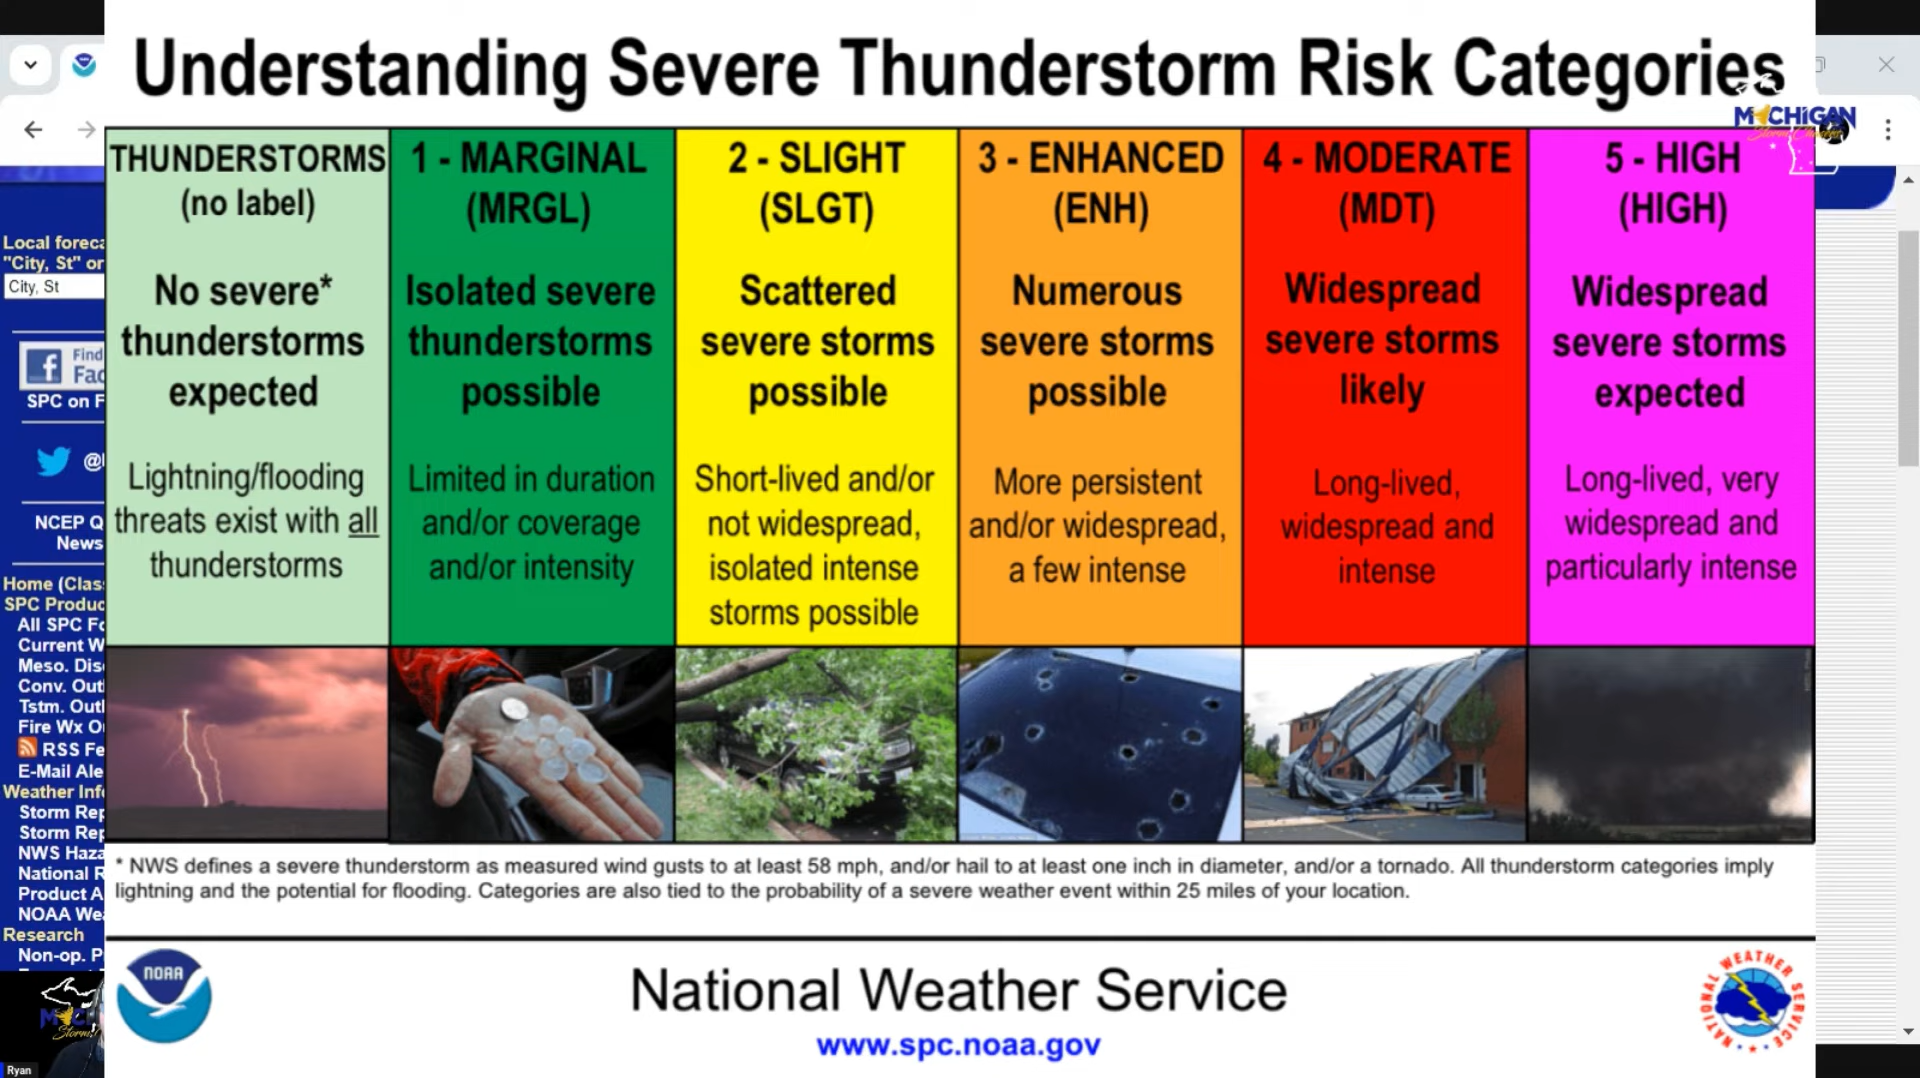 Understanding Severe Thunderstorm Risk Categories
MICHIGAN
Storm Chasers
THUNDERSTORMS
(no label)
No severe*
thunderstorms
expected
Lightning/flooding
threats exist with all
thunderstorms
1 - MARGINAL
(MRGL)
Isolated severe
thunderstorms
possible
Limited in duration
and/or coverage
and/or intensity
2 - SLIGHT
(SLGT)
Scattered
severe storms
possible
Short-lived and/or
not widespread,
isolated intense
storms possible
3 - ENHANCED
(ENH)
Numerous
severe storms
possible
More persistent
and/or widespread,
a few intense
4 - MODERATE
(MDT)
Widespread
severe storms
likely
Long-lived,
widespread and
intense
5 - HIGH
(HIGH)
Widespread
severe storms
expected
Long-lived, very
widespread and
particularly intense
* NWS defines a severe thunderstorm as measured wind gusts to at least 58 mph, and/or hail to at least one inch in diameter, and/or a tornado. All thunderstorm categories imply
lightning and the potential for flooding. Categories are also tied to the probability of a severe weather event within 25 miles of your location.
NOAA
National Weather Service
www.spc.noaa.gov
NATIONAL WEATHER SERVICE
Local foreca
"City, St" or
City, St
Find
Fac
SPC on F
@
NCEP Q
News
Home (Clas
SPC Produc
All SPC Fo
Current W
Meso. Dis
Conv. Out
Tstm. Outl
Fire Wx O
RSS Fe
E-Mail Ale
Weather Inf
Storm Rep
Storm Rep
NWS Haza
National R
Product A
NOAA Wea
Research
Non-op. P
Ryan